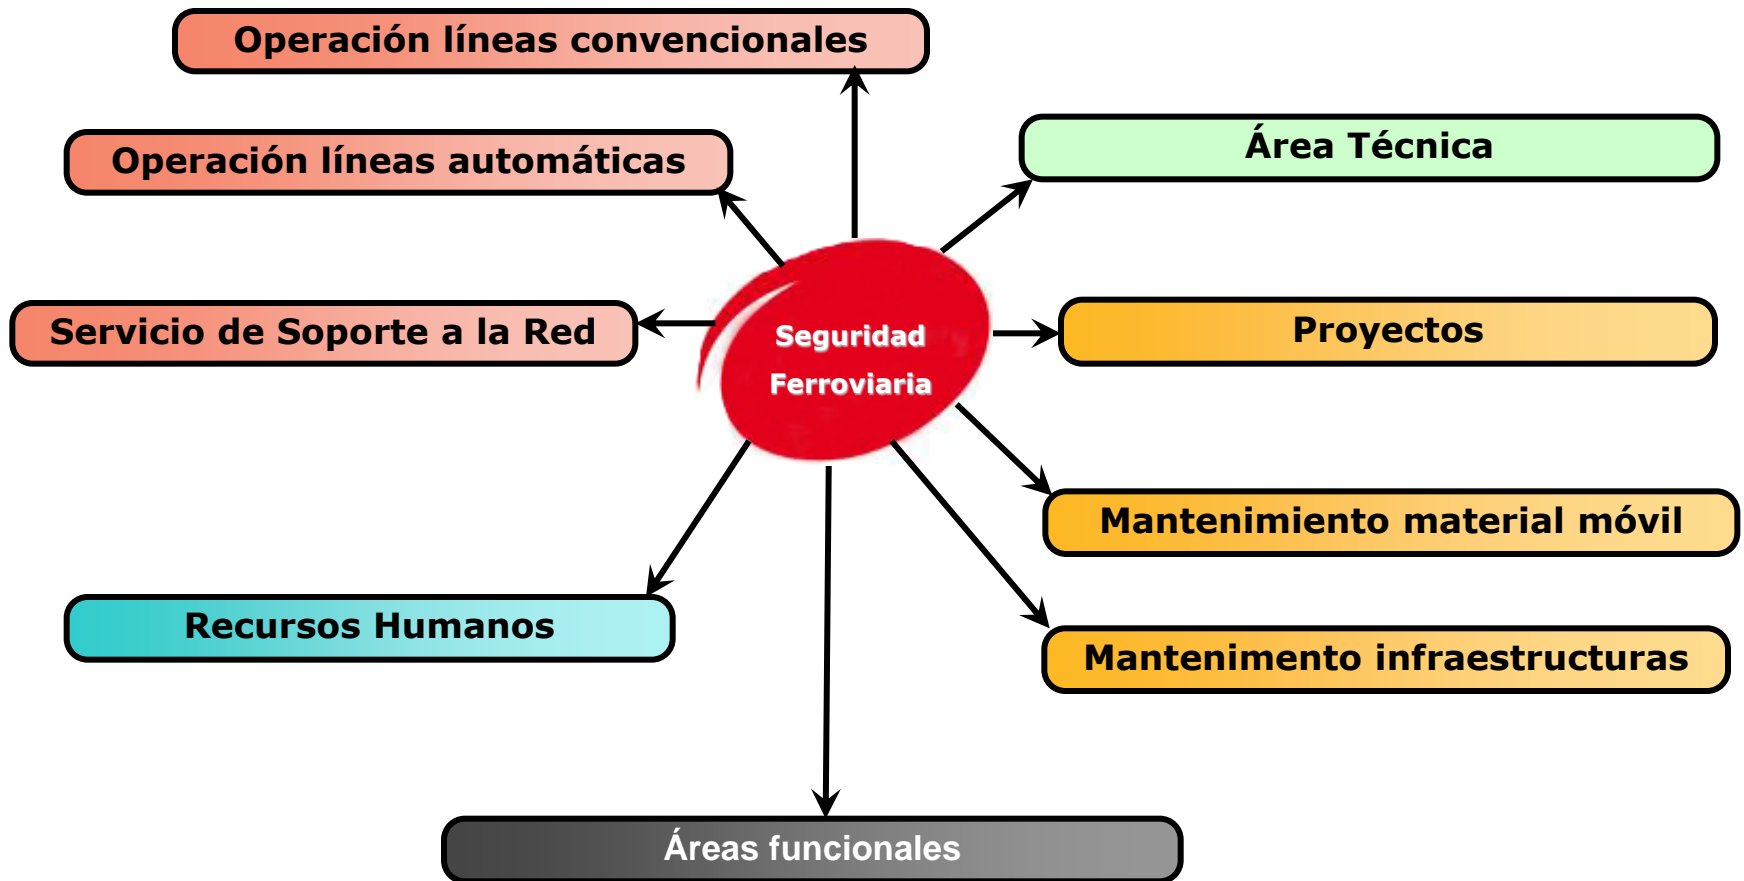 Operación líneas convencionales
Operación líneas automáticas
Área Técnica
Servicio de Soporte a la Red
Seguridad
Ferroviaria
Proyectos
Mantenimiento material móvil
Recursos Humanos
Mantenimento infraestructuras
Áreas funcionales